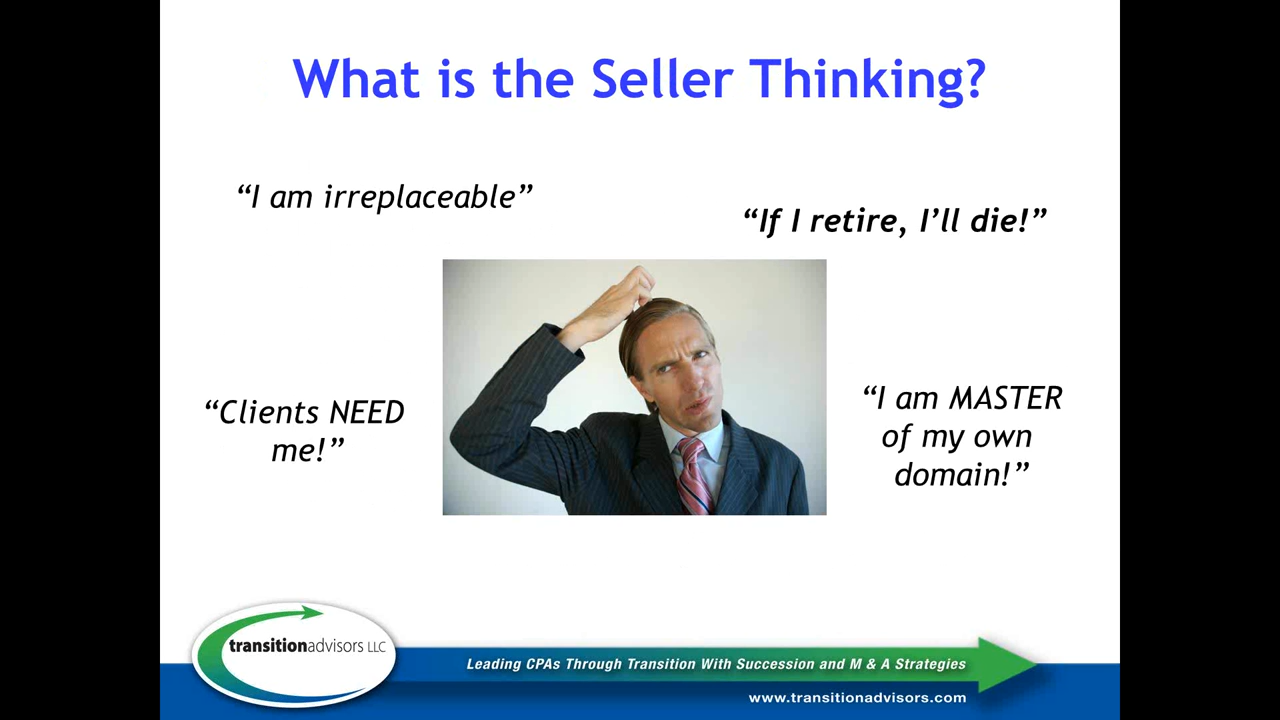 What is the Seller Thinking?
“I am irreplaceable”
“If I retire, I’ll die!”
“Clients NEED
me!”
“I am MASTER
of my own
domain!”
transitionadvisors LLC
Leading CPAs Through Transition With Succession and M & A Strategies
www.transitionadvisors.com